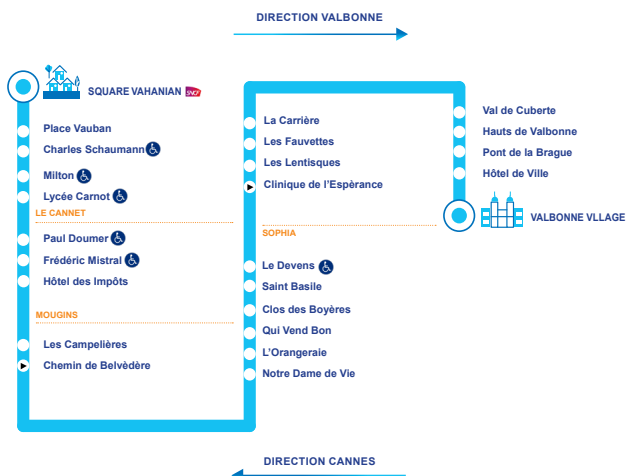 DIRECTION VALBONNE
SQUARE VAHANIAN SNCF
Place Vauban
Charles Schaumann
Milton
Lycée Carnot
LE CANNET
Paul Doumer
Frédéric Mistral
Hôtel des Impôts
MOUGINS
Les Campelières
Chemin de Belvèdère
La Carrière
Les Fauvettes
Les Lentisques
Clinique de l'Espèrance
SOPHIA
Le Devens
Saint Basile
Clos des Boyères
Qui Vend Bon
L'Orangeraie
Notre Dame de Vie
Val de Cuberte
Hauts de Valbonne
Pont de la Brague
Hôtel de Ville
VALBONNE VLLAGE
DIRECTION CANNES